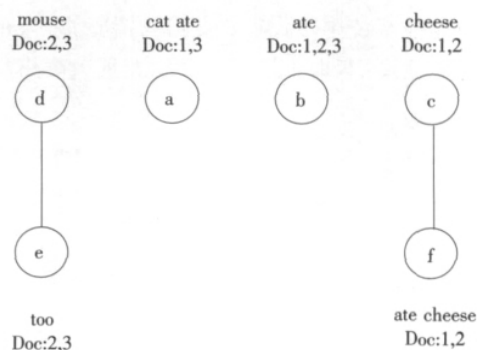 mouse
Doc:2,3
cat ate
Doc:1,3
ate
Doc:1,2,3
cheese
Doc:1,2
d
a
b
c
e
f
too
Doc:2,3
ate cheese
Doc:1,2